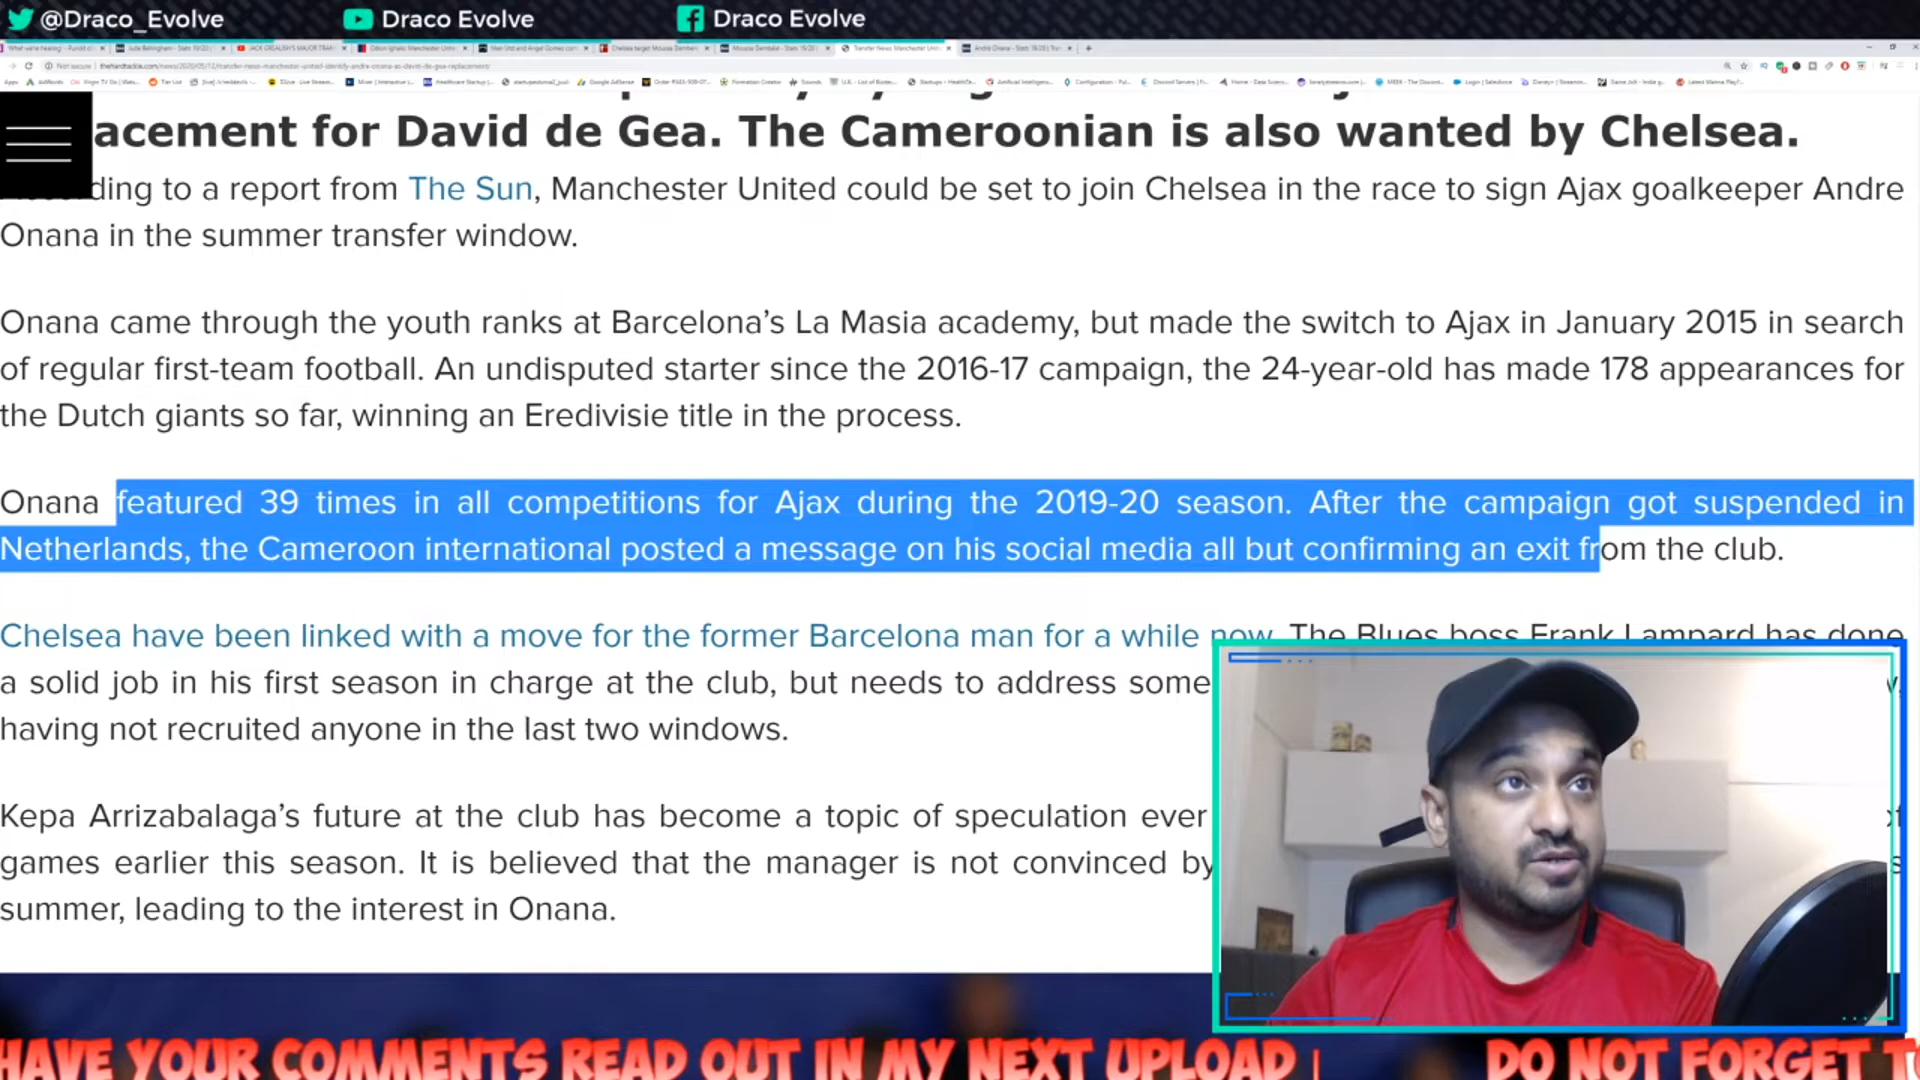 @Draco_Evolve Draco Evolve Draco Evolve
acement for David de Gea. The Cameroonian is also wanted by Chelsea.
ding to a report from The Sun, Manchester United could be set to join Chelsea in the race to sign Ajax goalkeeper Andre
Onana in the summer transfer window.
Onana came through the youth ranks at Barcelona’s La Masia academy, but made the switch to Ajax in January 2015 in search
of regular first-team football. An undisputed starter since the 2016-17 campaign, the 24-year-old has made 178 appearances for
the Dutch giants so far, winning an Eredivisie title in the process.
Onana featured 39 times in all competitions for Ajax during the 2019-20 season. After the campaign got suspended in
Netherlands, the Cameroon international posted a message on his social media all but confirming an exit from the club.
Chelsea have been linked with a move for the former Barcelona man for a while now. The Blues boss Frank Lampard has done
a solid job in his first season in charge at the club, but needs to address some
having not recruited anyone in the last two windows.
Kepa Arrizabalaga’s future at the club has become a topic of speculation ever
games earlier this season. It is believed that the manager is not convinced by
summer, leading to the interest in Onana.
HAVE YOUR COMMENTS READ OUT IN MY NEXT UPLOAD | DO NOT FORGET